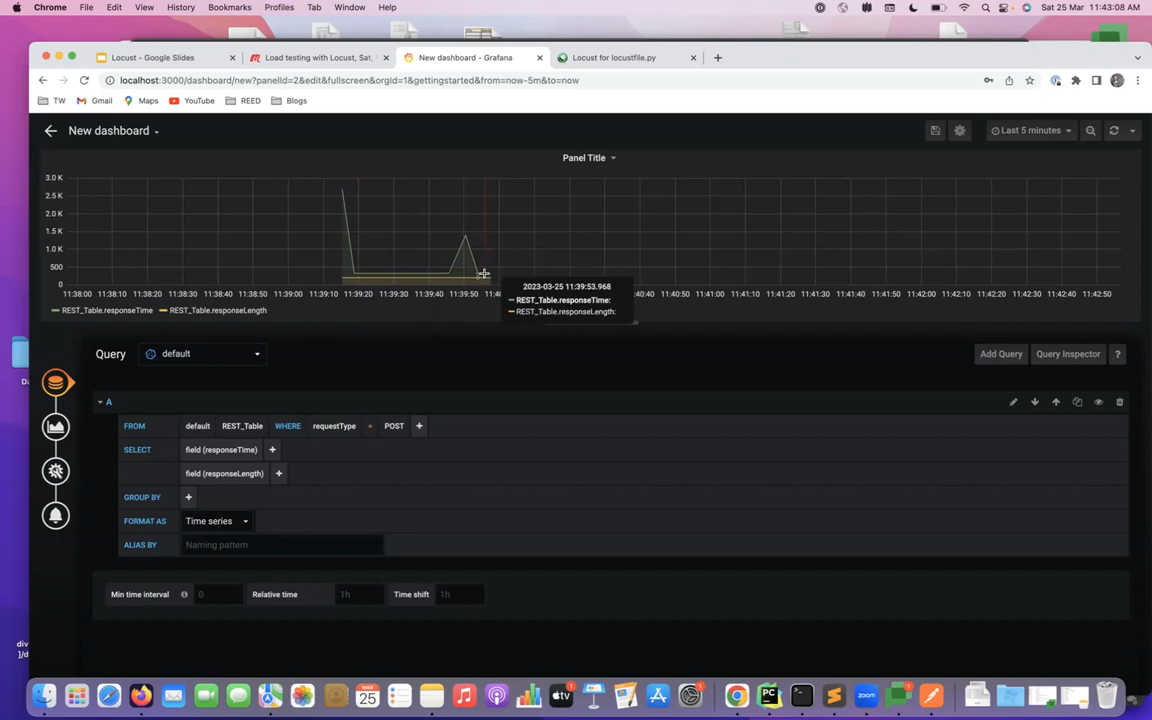 Chrome File Edit View History Bookmarks Profiles Tab Window Help Sat 25 Mar 11:43:08
Locust - Google Slides Load testing with Locust, Sat, New dashboard - Grafana Locust for locustfile.py
localhost:3000/dashboard/new?panelId=2&edit&fullscreen&orgId=1&gettingstarted&from=now-5m&to=now
TW Gmail Maps YouTube REED Blogs
New dashboard Last 5 minutes
Panel Title
3.0 K
2.5 K
2.0 K
1.5 K
1.0 K
500
0
11:38:00 11:38:10 11:38:20 11:38:30 11:38:40 11:38:50 11:39:00 11:39:10 11:39:20 11:39:30 11:39:40 11:39:50 11:40:40 11:40:50 11:41:00 11:41:10 11:41:20 11:41:30 11:41:40 11:41:50 11:42:00 11:42:10 11:42:20 11:42:30 11:42:40 11:42:50
2023-03-25 11:39:53.968
REST_Table.responseTime:
REST_Table.responseLength:
REST_Table.responseTime REST_Table.responseLength
Query default Add Query Query Inspector ?
A
FROM default REST_Table WHERE requestType = POST +
SELECT field (responseTime) +
field (responseLength) +
GROUP BY +
FORMAT AS Time series
ALIAS BY Naming pattern
Min time interval 0 Relative time 1h Time shift 1h
div
]/d
MAR
25
PC
zoom